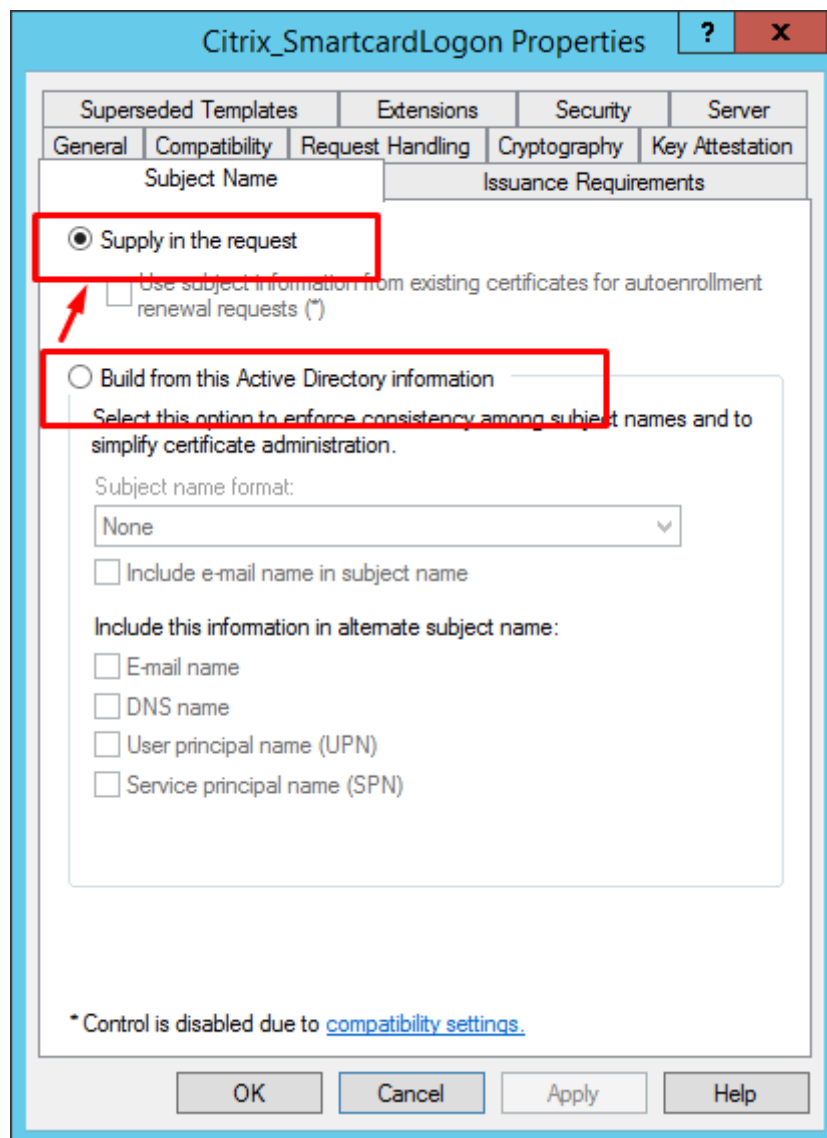 Citrix_SmartcardLogon Properties
?
x
Superseded Templates
Extensions
Security
Server
General
Compatibility
Request Handling
Cryptography
Key Attestation
Subject Name
Issuance Requirements
Supply in the request
Use subject information from existing certificates for autoenrollment
renewal requests (*)
Build from this Active Directory information
Select this option to enforce consistency among subject names and to
simplify certificate administration.
Subject name format:
None
Include e-mail name in subject name
Include this information in alternate subject name:
E-mail name
DNS name
User principal name (UPN)
Service principal name (SPN)
* Control is disabled due to compatibility settings.
OK
Cancel
Apply
Help